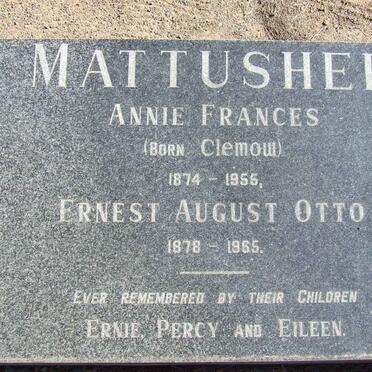 MATTUSHE
ANNIE FRANCES
(BORN Clemow)
1874 - 1955,
ERNEST AUGUST OTTO
1878 - 1965.
EVER REMEMBERED BY THEIR CHILDREN
ERNIE, PERCY AND EILEEN.